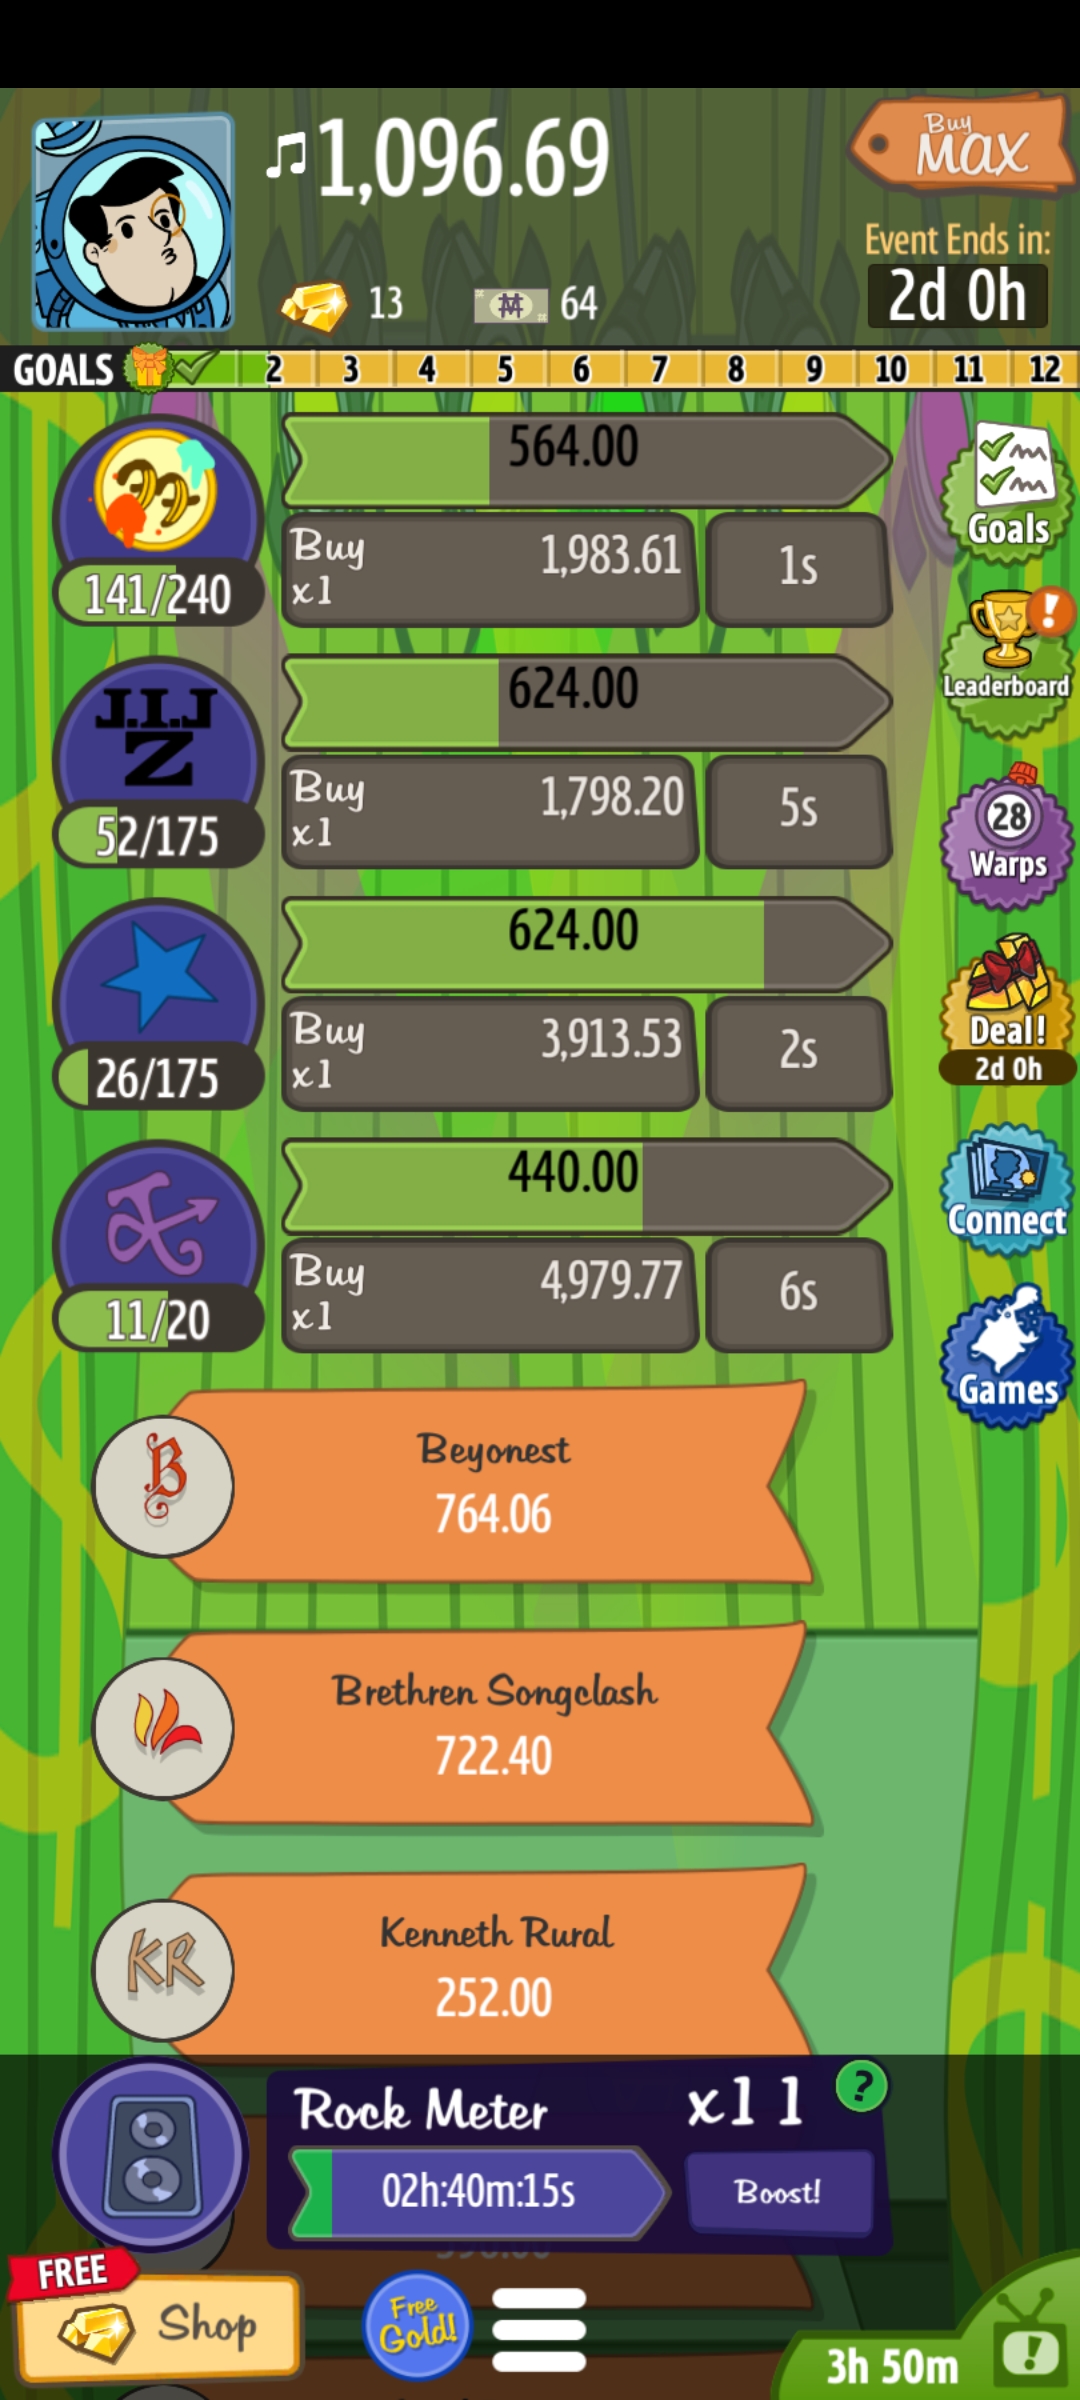 1,096.69
Buy
MAX
Event Ends in:
2d 0h
13
64
GOALS 2 3 4 5 6 7 8 9 10 11 12
564.00
Buy 1,983.61
x1
1s
141/240
Goals
J.I.J
Z
624.00
Buy 1,798.20
x1
5s
52/175
Leaderboard
28
Warps
624.00
Buy 3,913.53
x1
2s
26/175
Deal!
2d 0h
440.00
Buy 4,979.77
x1
6s
11/20
Connect
Games
B
Beyonest
764.06
Brethren Songclash
722.40
KR
Kenneth Rural
252.00
Rock Meter
x11
?
02h:40m:15s
Boost!
FREE
Shop
Free
Gold!
3h 50m
!